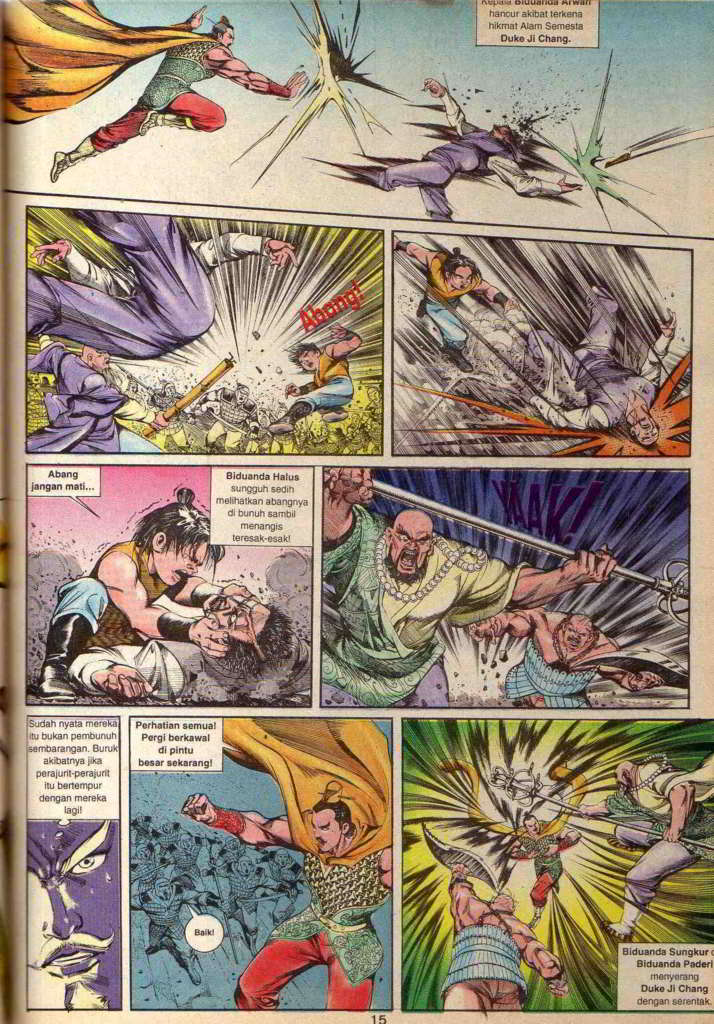 Kepala Biduanda Arwah
hancur akibat terkena
hikmat Alam Semesta
Duke Ji Chang.
Abang!
Abang
jangan mati...
Biduanda Halus
sungguh sedih
melihatkan abangnya
di bunuh sambil
menangis
teresak-esak!
YAAK!
Sudah nyata mereka
itu bukan pembunuh
sembarangan. Buruk
akibatnya jika
perajurit-perajurit
itu bertempur
dengan mereka
lagi!
Perhatian semua!
Pergi berkawal
di pintu
besar sekarang!
Baik!
Biduanda Sungkur
Biduanda Paderi
menyerang
Duke Ji Chang
dengan serentak.
15